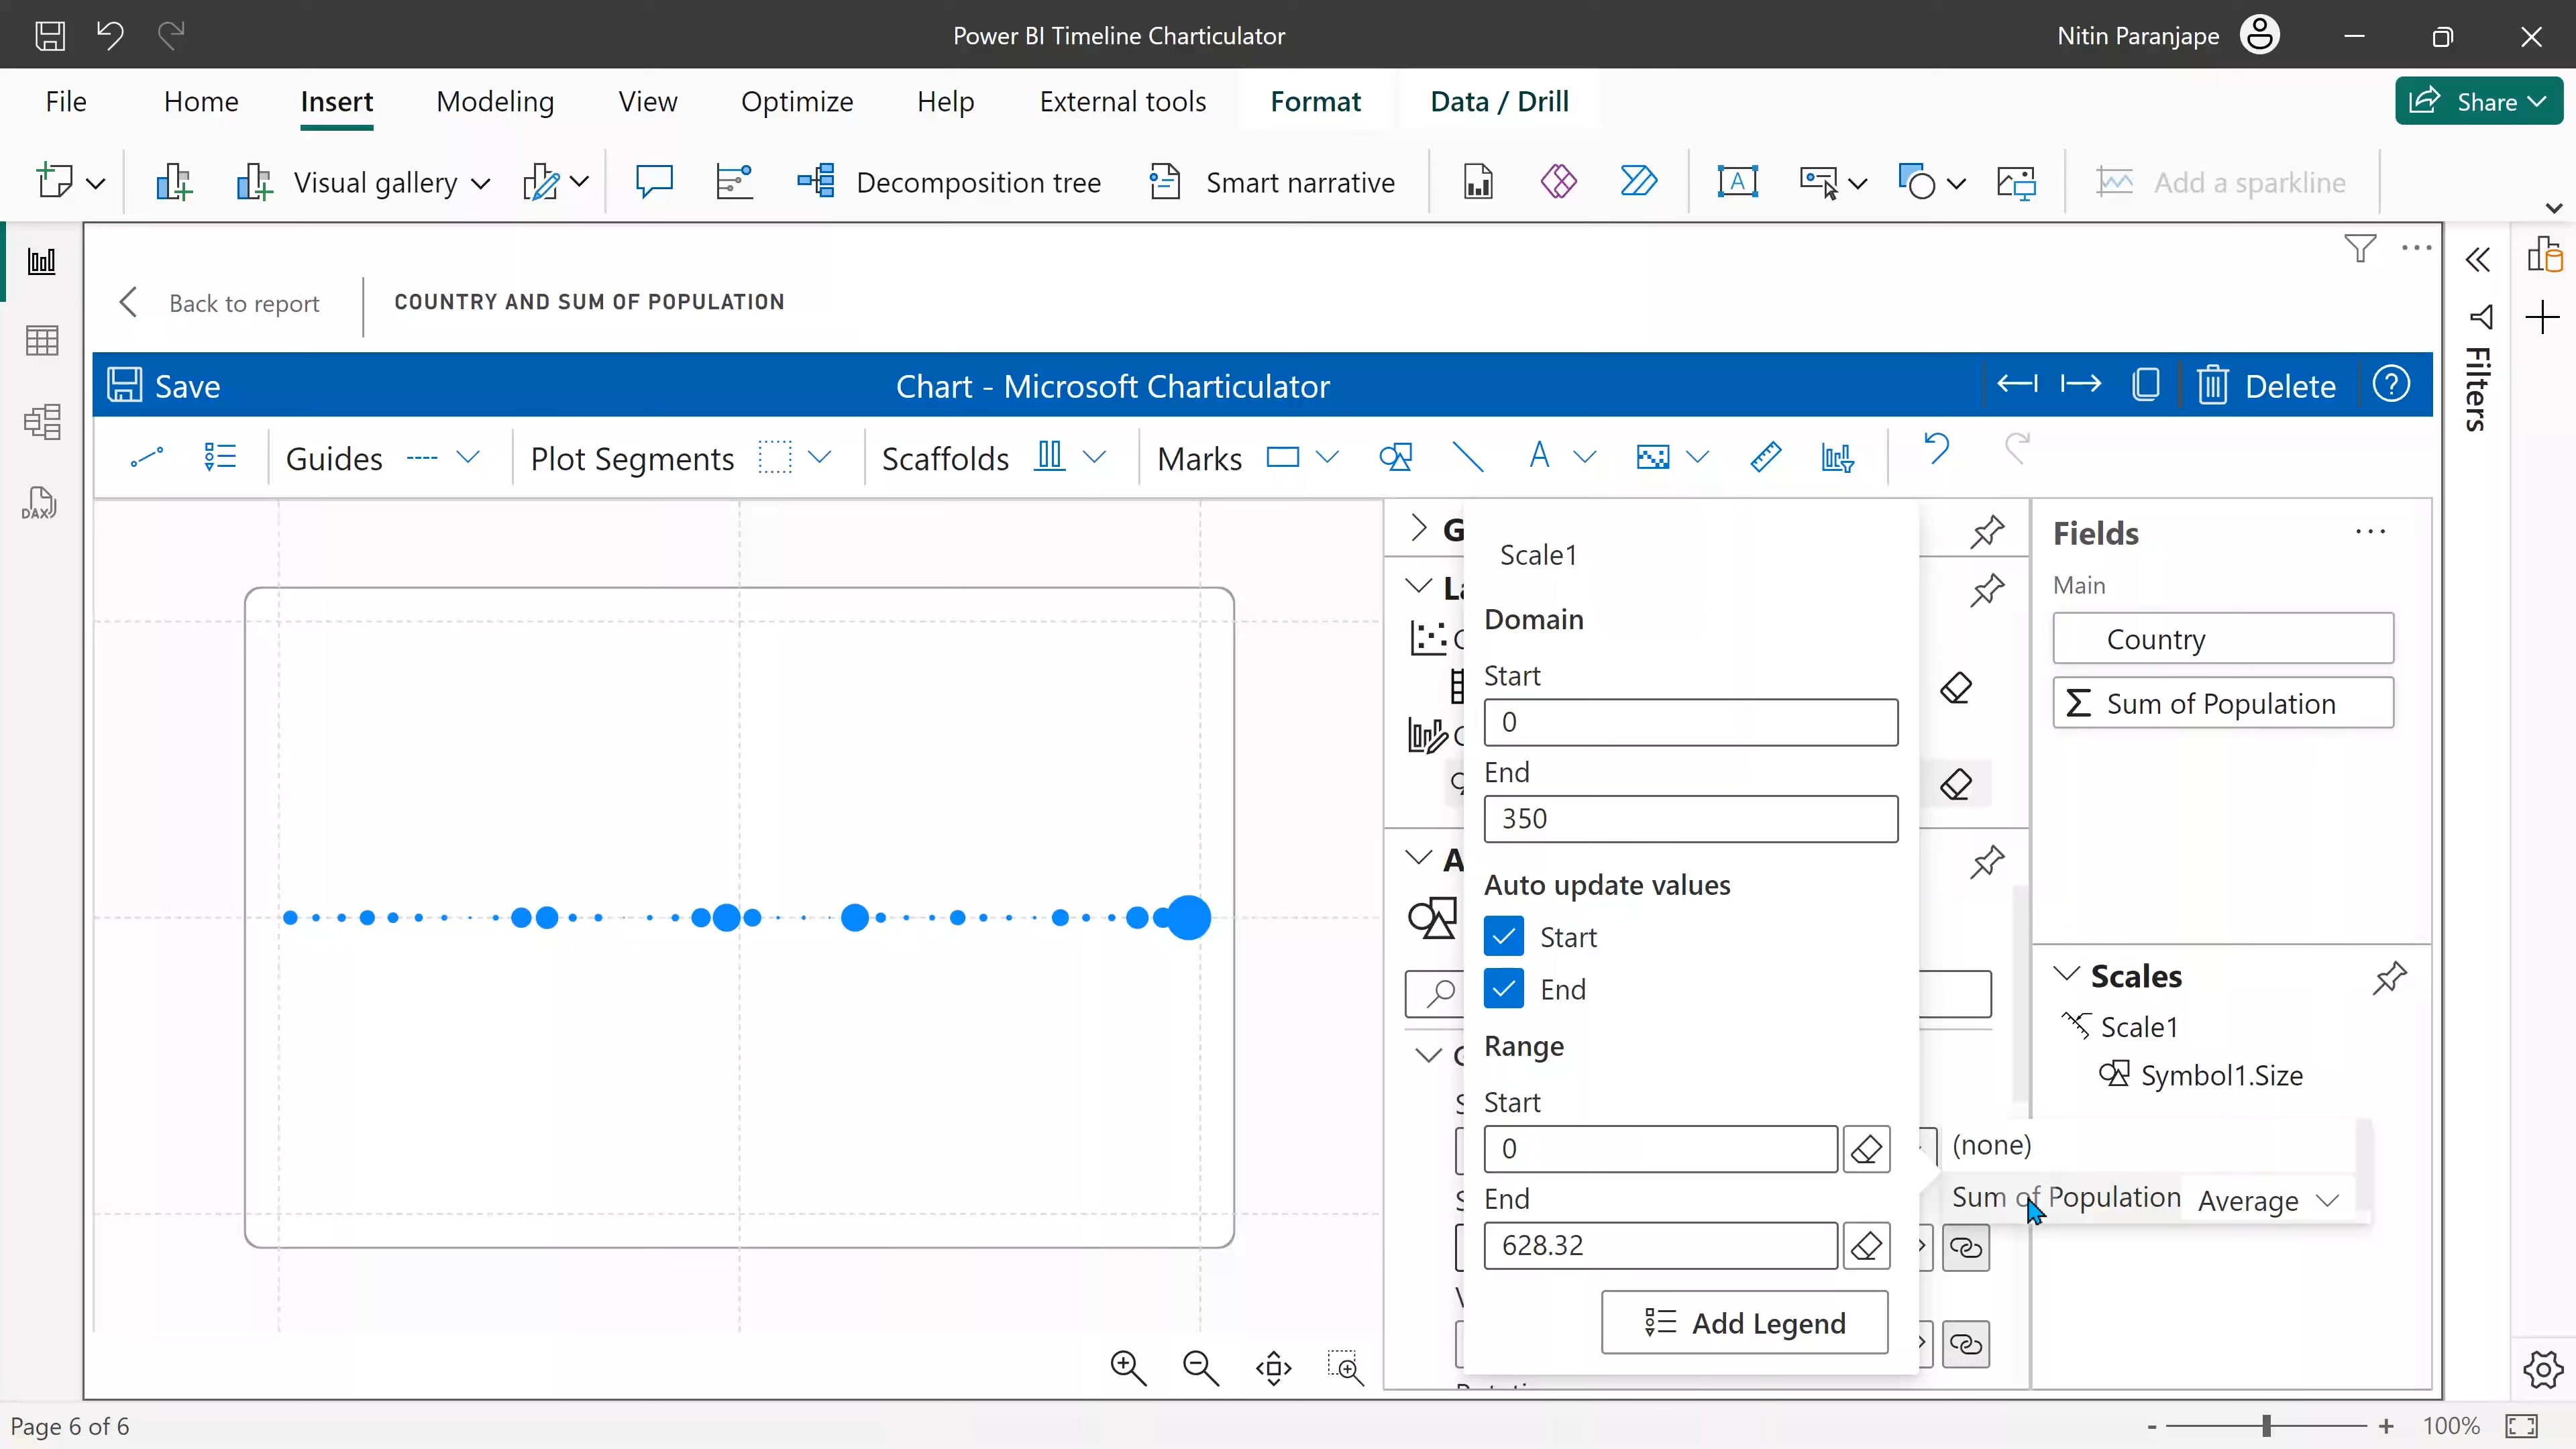 Power BI Timeline Charticulator
Nitin Paranjape
File Home Insert Modeling View Optimize Help External tools Format Data / Drill Share
Visual gallery Decomposition tree Smart narrative A Add a sparkline
Back to report COUNTRY AND SUM OF POPULATION
Save Chart - Microsoft Charticulator Delete
Guides Plot Segments Scaffolds Marks A
Filters
DAX
Scale1
Domain
Start
0
End
350
Auto update values
Start
End
Range
Start
0
End
628.32
Add Legend
Fields
Main
Country
Σ Sum of Population
Scales
Scale1
Symbol1.Size
(none)
Sum of Population Average
Page 6 of 6
- + 100%